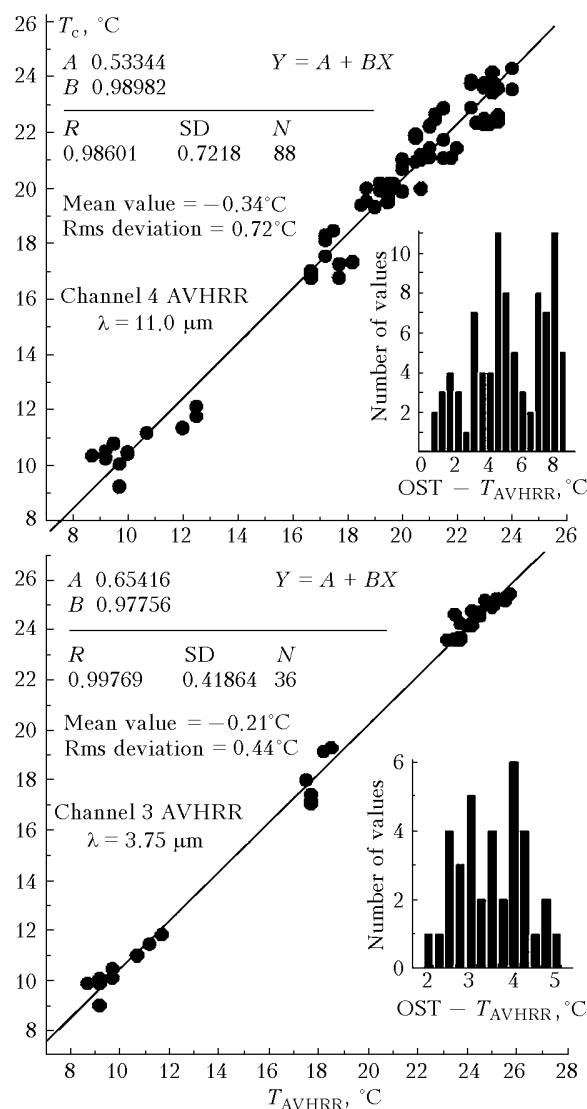 26
T_c, °C
A 0.53344
Y = A + BX
B 0.98982
24
22
R SD N
0.98601 0.7218 88
20
Mean value = −0.34°C
Rms deviation = 0.72°C
18
Channel 4 AVHRR
λ = 11.0 μm
16
14
12
10
8
Number of values
10
8
6
4
2
0 2 4 6 8
OST − T_AVHRR, °C
8 10 12 14 16 18 20 22 24 26
26
A 0.65416
Y = A + BX
B 0.97756
24
22
R SD N
0.99769 0.41864 36
20
Mean value = −0.21°C
Rms deviation = 0.44°C
18
Channel 3 AVHRR
λ = 3.75 μm
16
14
12
10
8
Number of values
6
4
2
0
2 3 4 5
OST − T_AVHRR, °C
8 10 12 14 16 18 20 22 24 26 28
T_AVHRR, °C